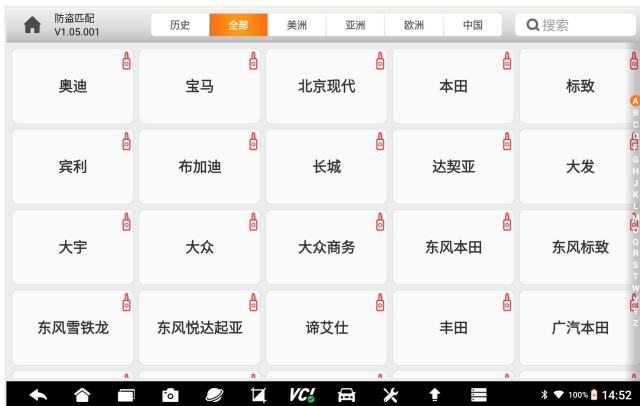 防盗匹配
V1.05.001
历史 全部 美洲 亚洲 欧洲 中国 搜索
奥迪 宝马 北京现代 本田 标致
宾利 布加迪 长城 达契亚 大发
大宇 大众 大众商务 东风本田 东风标致
东风雪铁龙 东风悦达起亚 谛艾仕 丰田 广汽本田
A
B
C
D
F
G
H
J
K
L
M
O
Q
R
S
T
W
X
Y
Z
VCI 100% 14:52